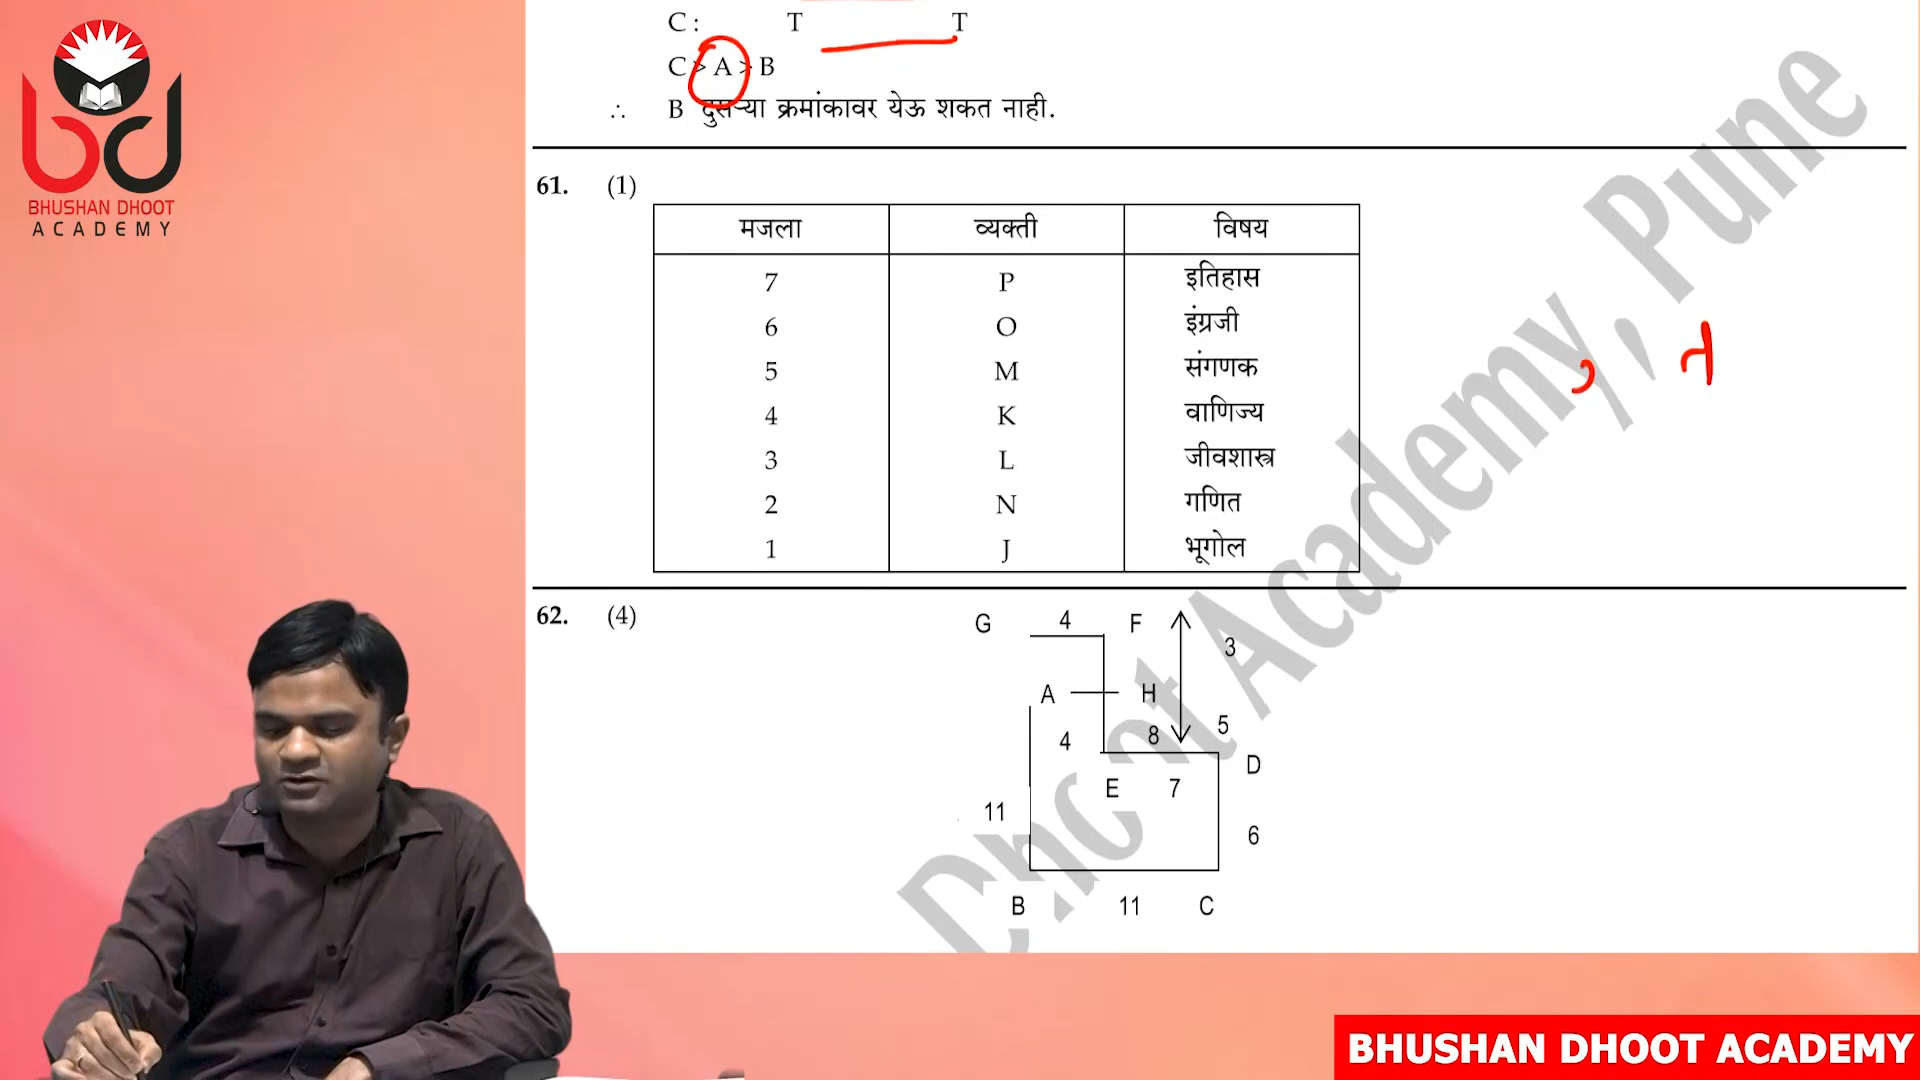 BHUSHAN DHOOT
ACADEMY
C : T T
C > A > B
∴ B दुसऱ्या क्रमांकावर येऊ शकत नाही.
61. (1)
मजला व्यक्ती विषय
7 P इतिहास
6 O इंग्रजी
5 M संगणक
4 K वाणिज्य
3 L जीवशास्त्र
2 N गणित
1 J भूगोल
62. (4)
G 4 F
3
A H
4 8 5
D
E 7
11
6
B 11 C
Dhoot Academy, Pune
BHUSHAN DHOOT ACADEMY